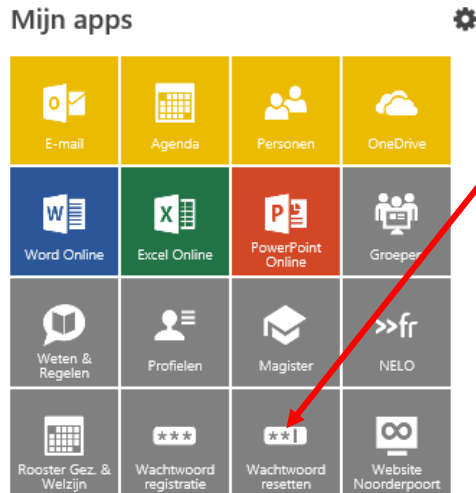 Mijn apps
E-mail
Agenda
Personen
OneDrive
Word Online
Excel Online
PowerPoint
Online
Groepen
Weten &
Regelen
Profielen
Magister
»fr
NELO
Rooster Gez. &
Welzijn
***
Wachtwoord
registratie
**|
Wachtwoord
resetten
Website
Noorderpoort